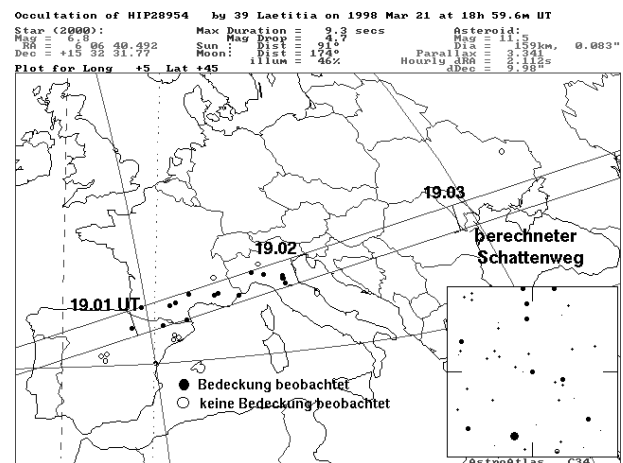 Occultation of HIP28954 by 39 Laetitia on 1998 Mar 21 at 18h 59.6m UT
Star (2000): Max Duration = 9.3 secs Asteroid:
Mag = 6.8 Mag Drop = 4.7 Mag = 11.5
RA = 6 06 40.492 Sun : Dist = 91° Dia = 159km, 0.083"
Dec = +15 32 31.77 Moon: Dist = 174° Parallax = 3.341
illum = 46% Hourly dRA = 2.112s
Plot for Long +5 Lat +45 dDec = 9.98"
19.03
berechneter
Schattenweg
19.02
19.01 UT
Bedeckung beobachtet
keine Bedeckung beobachtet
(AstroAtlas C34)